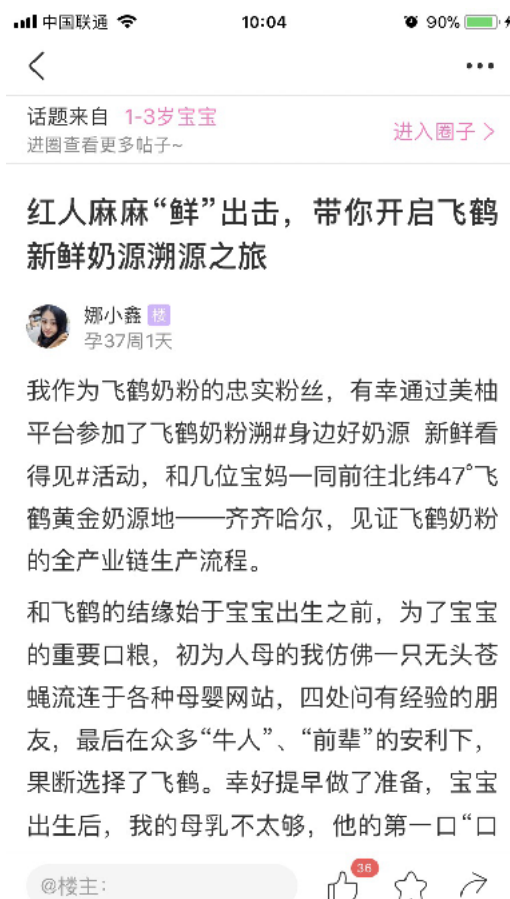 中国联通 10:04 90%
话题来自 1-3岁宝宝
进圈查看更多帖子~
进入圈子
红人麻麻“鲜”出击，带你开启飞鹤
新鲜奶源溯源之旅
娜小鑫 楼
孕37周1天
我作为飞鹤奶粉的忠实粉丝，有幸通过美柚
平台参加了飞鹤奶粉溯#身边好奶源 新鲜看
得见#活动，和几位宝妈一同前往北纬47°飞
鹤黄金奶源地——齐齐哈尔，见证飞鹤奶粉
的全产业链生产流程。
和飞鹤的结缘始于宝宝出生之前，为了宝宝
的重要口粮，初为人母的我仿佛一只无头苍
蝇流连于各种母婴网站，四处问有经验的朋
友，最后在众多“牛人”、“前辈”的安利下，
果断选择了飞鹤。幸好提早做了准备，宝宝
出生后，我的母乳不太够，他的第一口“口
@楼主：
36